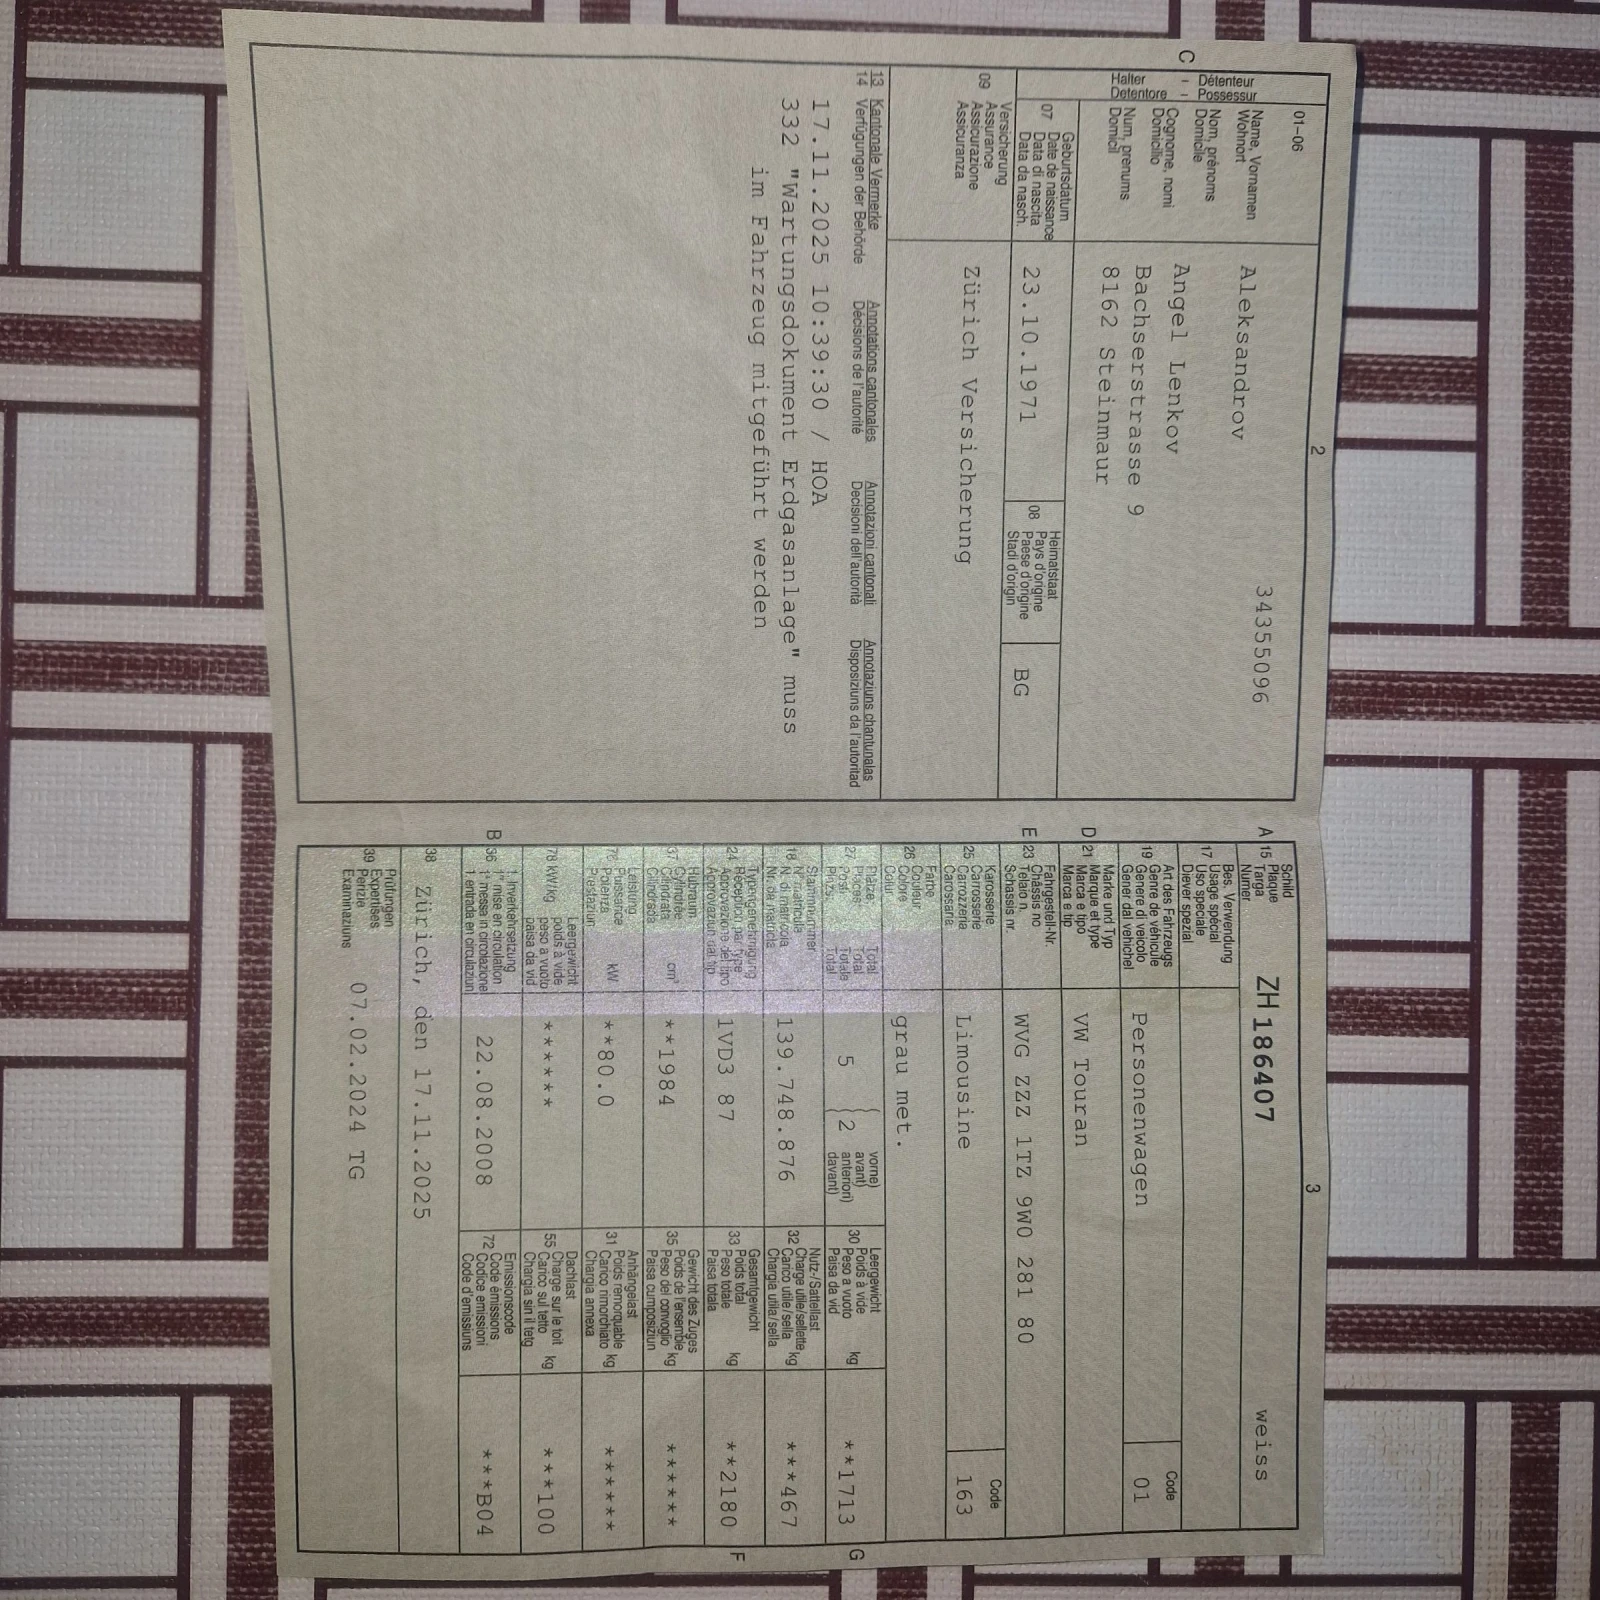 2
34355096
C
Halter - Détenteur
Detentore - Possessur
01-06
Name, Vornamen
Wohnort
Nom, prénoms
Domicile
Cognome, nomi
Domicilio
Num, prenums
Domicil
Aleksandrov
Angel Lenkov
Bachserstrasse 9
8162 Steinmaur
07
Geburtsdatum
Date de naissance
Data di nascita
Data da nasch.
23.10.1971
08
Heimatstaat
Pays d'origine
Paese d'origine
Stadi d'origin
BG
09
Versicherung
Assurance
Assicurazione
Assicuranza
Zürich Versicherung
13 Kantonale Vermerke Annotations cantonales Annotazioni cantonali Annotaziuns chantunalas
14 Verfügungen der Behörde Décisions de l'autorité Decisioni dell'autorità Disposiziuns da l'autoritad
17.11.2025 10:39:30 / HOA
332 "Wartungsdokument Erdgasanlage" muss
im Fahrzeug mitgeführt werden
3
A 15
Schild
Plaque
Targa
Numer
ZH 186407 weiss
17
Bes. Verwendung
Usage spécial
Uso speciale
Diever spezial
19
Art des Fahrzeugs
Genre de véhicule
Genere di veicolo
Gener dal vehichel
Personenwagen
Code
01
D 21
Marke und Typ
Marque et type
Marca e tipo
Marca e tip
VW Touran
E 23
Fahrgestell-Nr.
Châssis no
Telaio n.
Schassis nr.
WVG ZZZ 1TZ 9W0 281 80
25
Karosserie
Carrosserie
Carrozzeria
Carossaria
Limousine
Code
163
26
Farbe
Couleur
Colore
Colur
grau met.
27
Plätze: Total
Places: Total
Posti: Totale
Plazs: Total
5 { 2
vorne)
avant)
anteriori)
davant)
G
30
Leergewicht
Poids à vide
Peso a vuoto
Paisa da vid
kg
**1713
18
Stammnummer
N° matricule
N. di matricola
Nr. da matricla
139.748.876
32
Nutz-/Sattellast
Charge utile/sellette
Carico utile/sella
Chargia utila/sella
kg
***467
24
Typengenehmigung
Réception par type
Approvazione del tipo
Approvaziun dal tip
1VD3 87
33
Gesamtgewicht
Poids total
Peso totale
Paisa totala
kg
**2180
F
37
Hubraum
Cylindrée
Cilindrata
Cilindrada
cm³
**1984
35
Gewicht des Zuges
Poids de l'ensemble
Peso del convoglio
Paisa cumposiziun
kg
******
76
Leistung
Puissance
Potenza
Prestaziun
kW
**80.0
31
Anhängelast
Poids remorquable
Carico rimorchiato
Chargia annexa
kg
******
78 kW/kg
Leergewicht
poids à vide
peso a vuoto
paisa da vid
******
55
Dachlast
Charge sur le toit
Carico sul tetto
Chargia sin il tetg
kg
***100
B 36
1. Inverkehrsetzung
1re mise en circulation
1a messa in circolazione
1. entrada en circulaziun
22.08.2008
72
Emissionscode
Code émissions
Codice emissioni
Code d'emissiuns
***B04
38
Zürich, den 17.11.2025
39
Prüfungen
Expertises
Perizie
Examinaziuns
07.02.2024 TG